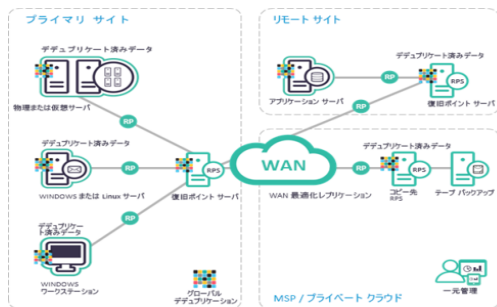 プライマリ サイト
デデュプリケート済みデータ
物理または仮想サーバ
RP
デデュプリケート済みデータ
RP
WINDOWS または Linux サーバ
RPS
復旧ポイント サーバ
デデュプリケー
ト済みデータ
RP
WINDOWS
ワークステーション
グローバル
デデュプリケーション
WAN
リモート サイト
デデュプリケート済みデータ
RP
RPS
アプリケーション サーバ
復旧ポイント サーバ
RP
デデュプリケート済みデータ
RP
RPS
WAN 最適化レプリケーション
コピー先
RPS
テープ バックアップ
MSP / プライベート クラウド
一元管理